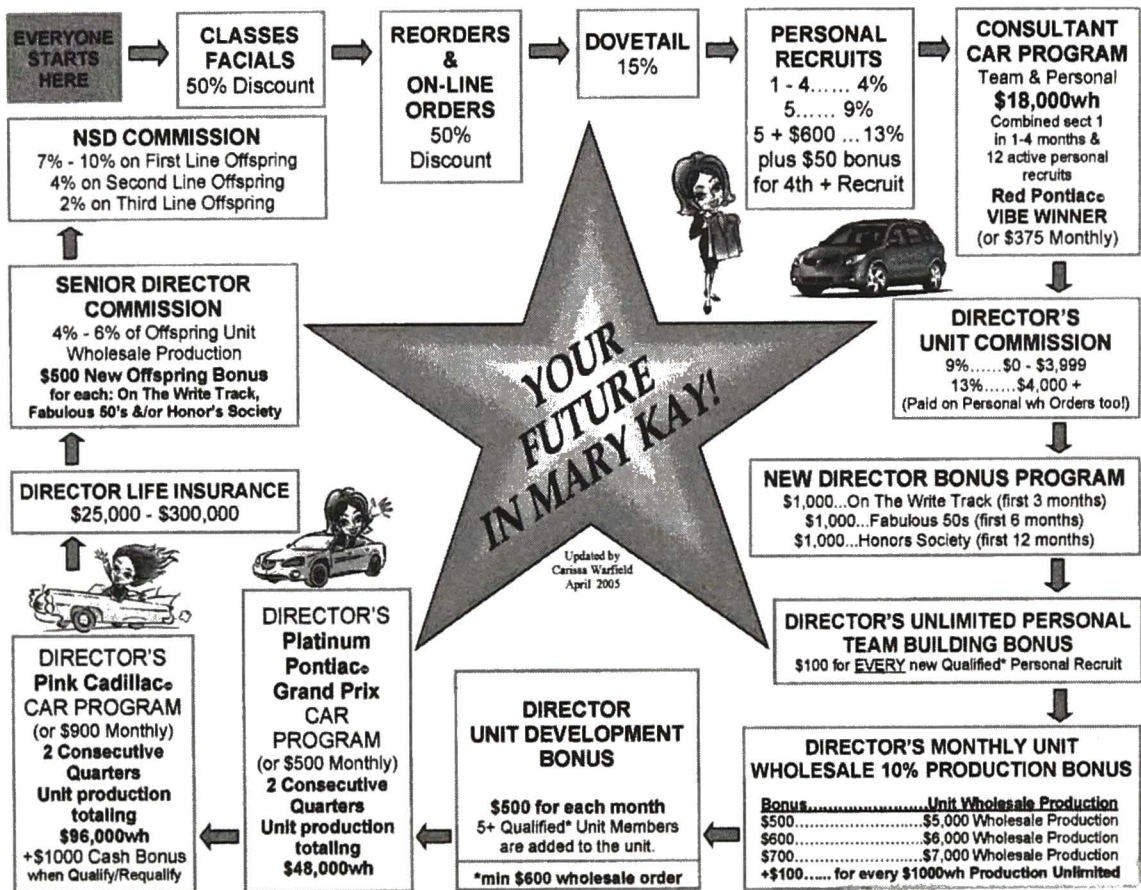 EVERYONE
STARTS
HERE
CLASSES
FACIALS
50% Discount
REORDERS
&
ON-LINE
ORDERS
50%
Discount
DOVETAIL
15%
PERSONAL
RECRUITS
1 - 4...... 4%
5...... 9%
5 + $600 ...13%
plus $50 bonus
for 4th + Recruit
CONSULTANT
CAR PROGRAM
Team & Personal
$18,000wh
Combined sect 1
in 1-4 months &
12 active personal
recruits
Red Pontiac©
VIBE WINNER
(or $375 Monthly)
DIRECTOR'S
UNIT COMMISSION
9%......$0 - $3,999
13%......$4,000 +
(Paid on Personal wh Orders too!)
NEW DIRECTOR BONUS PROGRAM
$1,000...On The Write Track (first 3 months)
$1,000...Fabulous 50s (first 6 months)
$1,000...Honors Society (first 12 months)
DIRECTOR'S UNLIMITED PERSONAL
TEAM BUILDING BONUS
$100 for EVERY new Qualified* Personal Recruit
DIRECTOR'S MONTHLY UNIT
WHOLESALE 10% PRODUCTION BONUS
Bonus........................Unit Wholesale Production
$500........................$5,000 Wholesale Production
$600........................$6,000 Wholesale Production
$700........................$7,000 Wholesale Production
+$100...... for every $1000wh Production Unlimited
DIRECTOR
UNIT DEVELOPMENT
BONUS
$500 for each month
5+ Qualified* Unit Members
are added to the unit.
*min $600 wholesale order
DIRECTOR'S
Platinum
Pontiac©
Grand Prix
CAR
PROGRAM
(or $500 Monthly)
2 Consecutive
Quarters
Unit production
totaling
$48,000wh
DIRECTOR'S
Pink Cadillac©
CAR PROGRAM
(or $900 Monthly)
2 Consecutive
Quarters
Unit production
totaling
$96,000wh
+$1000 Cash Bonus
when Qualify/Requalify
DIRECTOR LIFE INSURANCE
$25,000 - $300,000
SENIOR DIRECTOR
COMMISSION
4% - 6% of Offspring Unit
Wholesale Production
$500 New Offspring Bonus
for each: On The Write Track,
Fabulous 50's &/or Honor's Society
NSD COMMISSION
7% - 10% on First Line Offspring
4% on Second Line Offspring
2% on Third Line Offspring
YOUR
FUTURE
IN MARY KAY!
Updated by
Carissa Warfield
April 2005